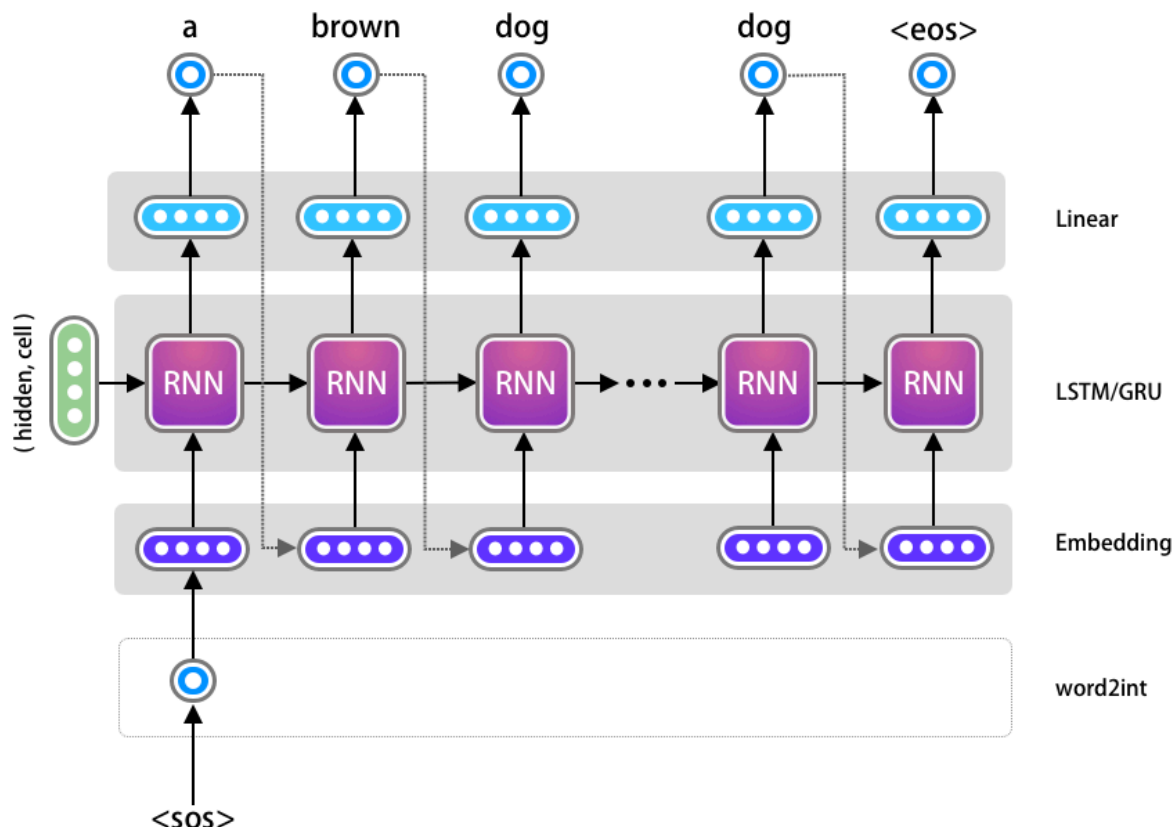 a brown dog dog <eos>
Linear
( hidden, cell )
RNN RNN RNN RNN RNN
LSTM/GRU
Embedding
word2int
<sos>